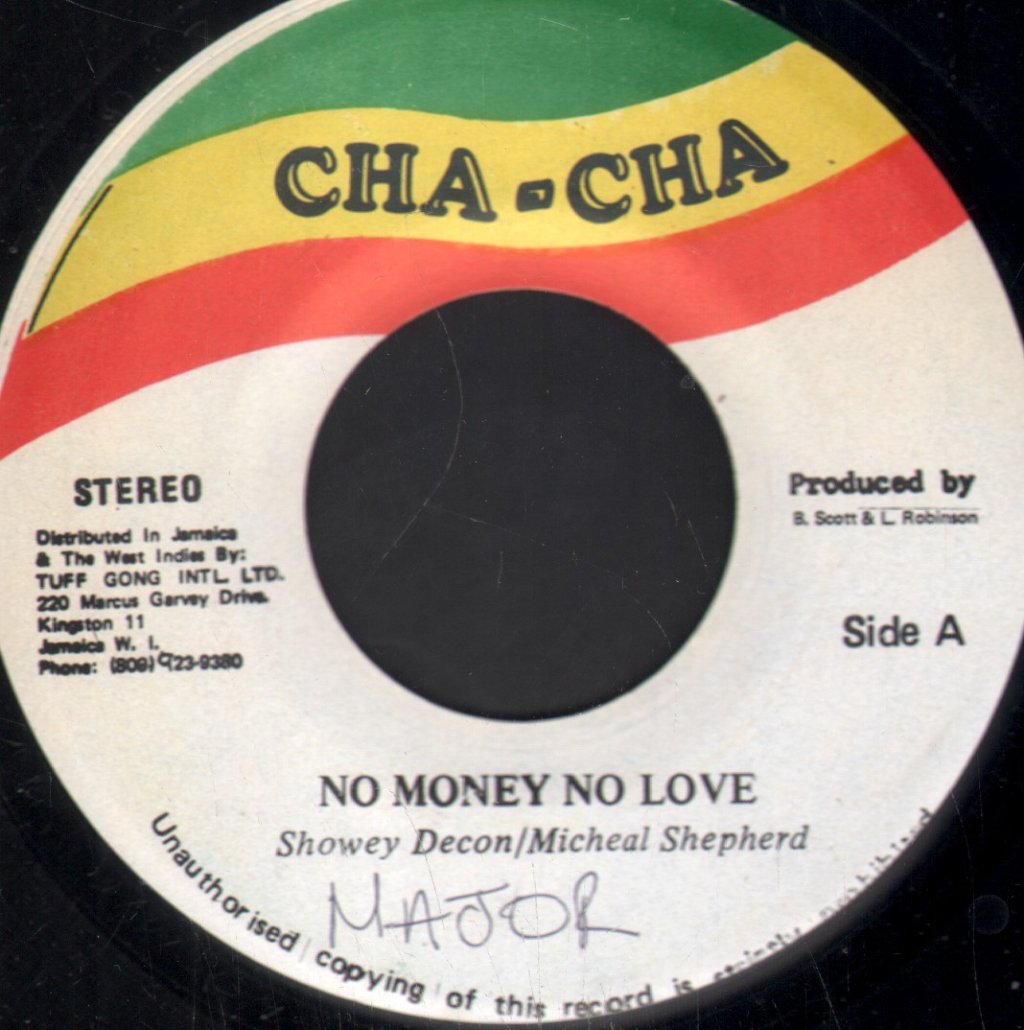 CHA-CHA
STEREO
Distributed In Jamaica
& The West Indies By:
TUFF GONG INTL. LTD.
220 Marcus Garvey Drive.
Kingston 11
Jamaica W. I.
Phone: (809) 923-9380
Produced by
B. Scott & L. Robinson
Side A
NO MONEY NO LOVE
Showey Decon/Micheal Shepherd
MAJOR
Unauthorised copying of this record is strictly Prohibited